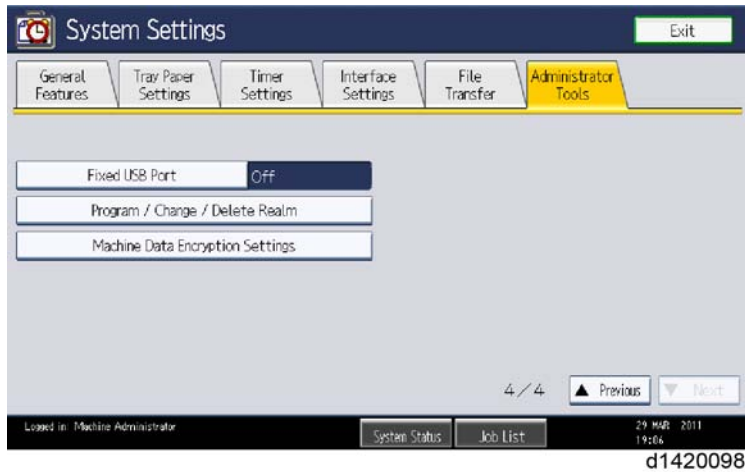 System Settings
Exit
General Features
Tray Paper Settings
Timer Settings
Interface Settings
File Transfer
Administrator Tools
Fixed USB Port Off
Program / Change / Delete Realm
Machine Data Encryption Settings
4/4 ▲ Previous ▼ Next
Logged in: Machine Administrator
System Status
Job List
29 MAR 2011
19:06
d1420098